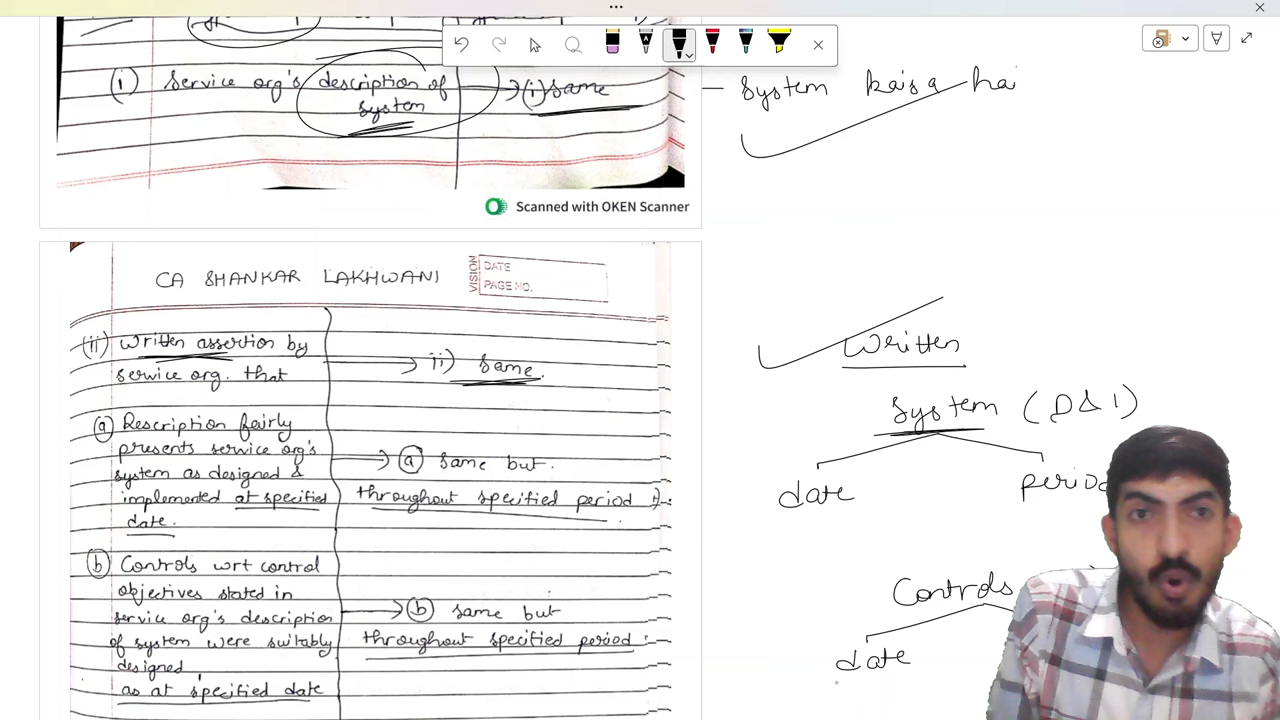 (i) Service org's description of → (i) same
system
— System kaisa hai
Scanned with OKEN Scanner
CA SHANKAR LAKHWANI
VISION
DATE
PAGE NO.
(ii) Written assertion by
service org. that → ii) same.
(a) Description fairly
presents service org's
system as designed &
implemented at specified
date.
→ (a) same but
throughout specified period
(b) Controls wrt control
objectives stated in
service org's description
of system were suitably
designed
as at specified date
→ (b) same but
throughout specified period
Written
System (D&I)
date
Controls
date